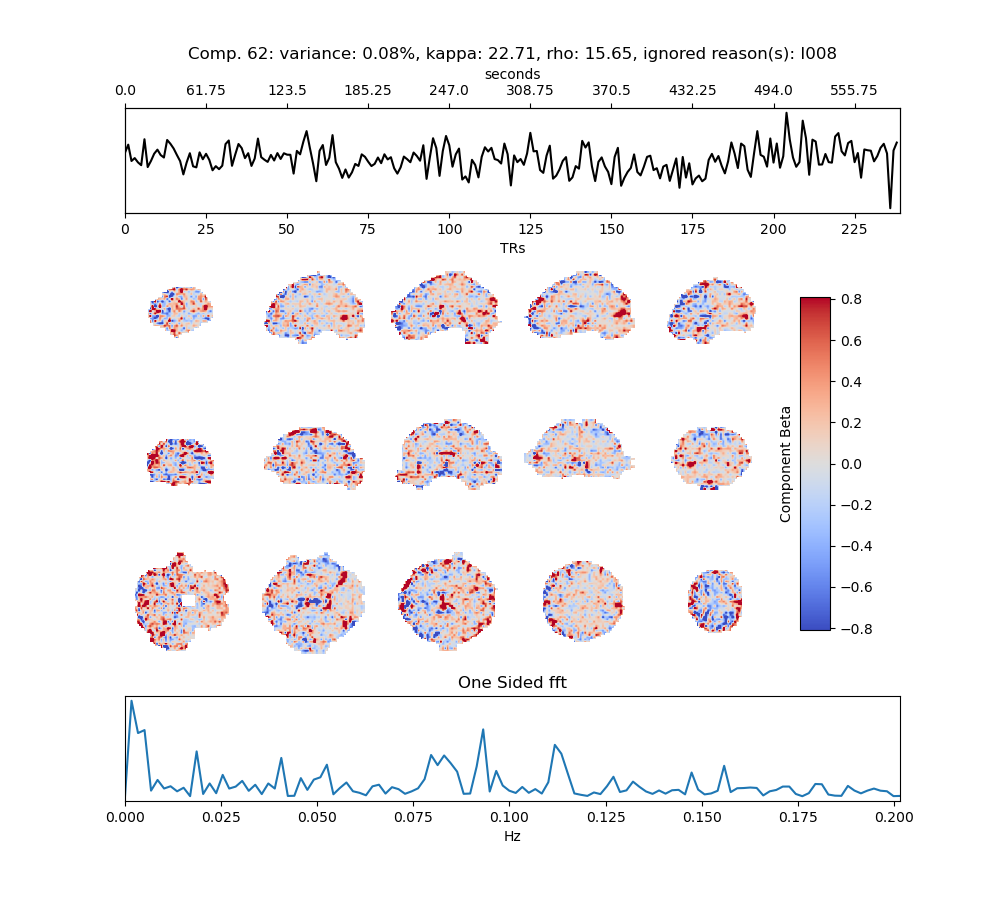 Comp. 62: variance: 0.08%, kappa: 22.71, rho: 15.65, ignored reason(s): I008
seconds
0.0 61.75 123.5 185.25 247.0 308.75 370.5 432.25 494.0 555.75
0 25 50 75 100 125 150 175 200 225
TRs
0.8
0.6
0.4
0.2
0.0
−0.2
−0.4
−0.6
−0.8
Component Beta
One Sided fft
0.000 0.025 0.050 0.075 0.100 0.125 0.150 0.175 0.200
Hz